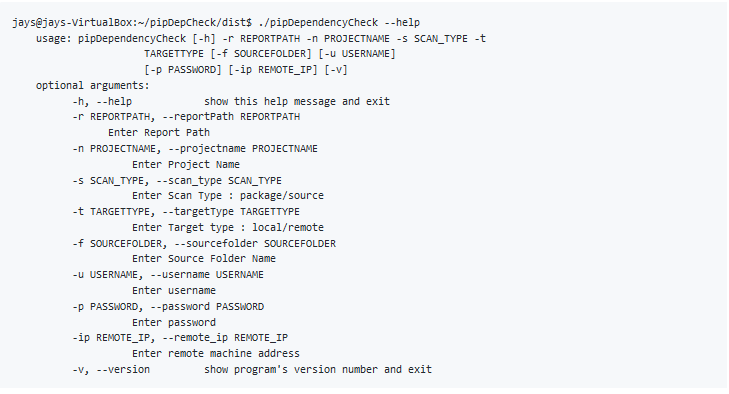 jays@jays-VirtualBox:~/pipDepCheck/dist$ ./pipDependencyCheck --help
usage: pipDependencyCheck [-h] -r REPORTPATH -n PROJECTNAME -s SCAN_TYPE -t
TARGETTYPE [-f SOURCEFOLDER] [-u USERNAME]
[-p PASSWORD] [-ip REMOTE_IP] [-v]
optional arguments:
-h, --help show this help message and exit
-r REPORTPATH, --reportPath REPORTPATH
Enter Report Path
-n PROJECTNAME, --projectname PROJECTNAME
Enter Project Name
-s SCAN_TYPE, --scan_type SCAN_TYPE
Enter Scan Type : package/source
-t TARGETTYPE, --targetType TARGETTYPE
Enter Target type : local/remote
-f SOURCEFOLDER, --sourcefolder SOURCEFOLDER
Enter Source Folder Name
-u USERNAME, --username USERNAME
Enter username
-p PASSWORD, --password PASSWORD
Enter password
-ip REMOTE_IP, --remote_ip REMOTE_IP
Enter remote machine address
-v, --version show program's version number and exit